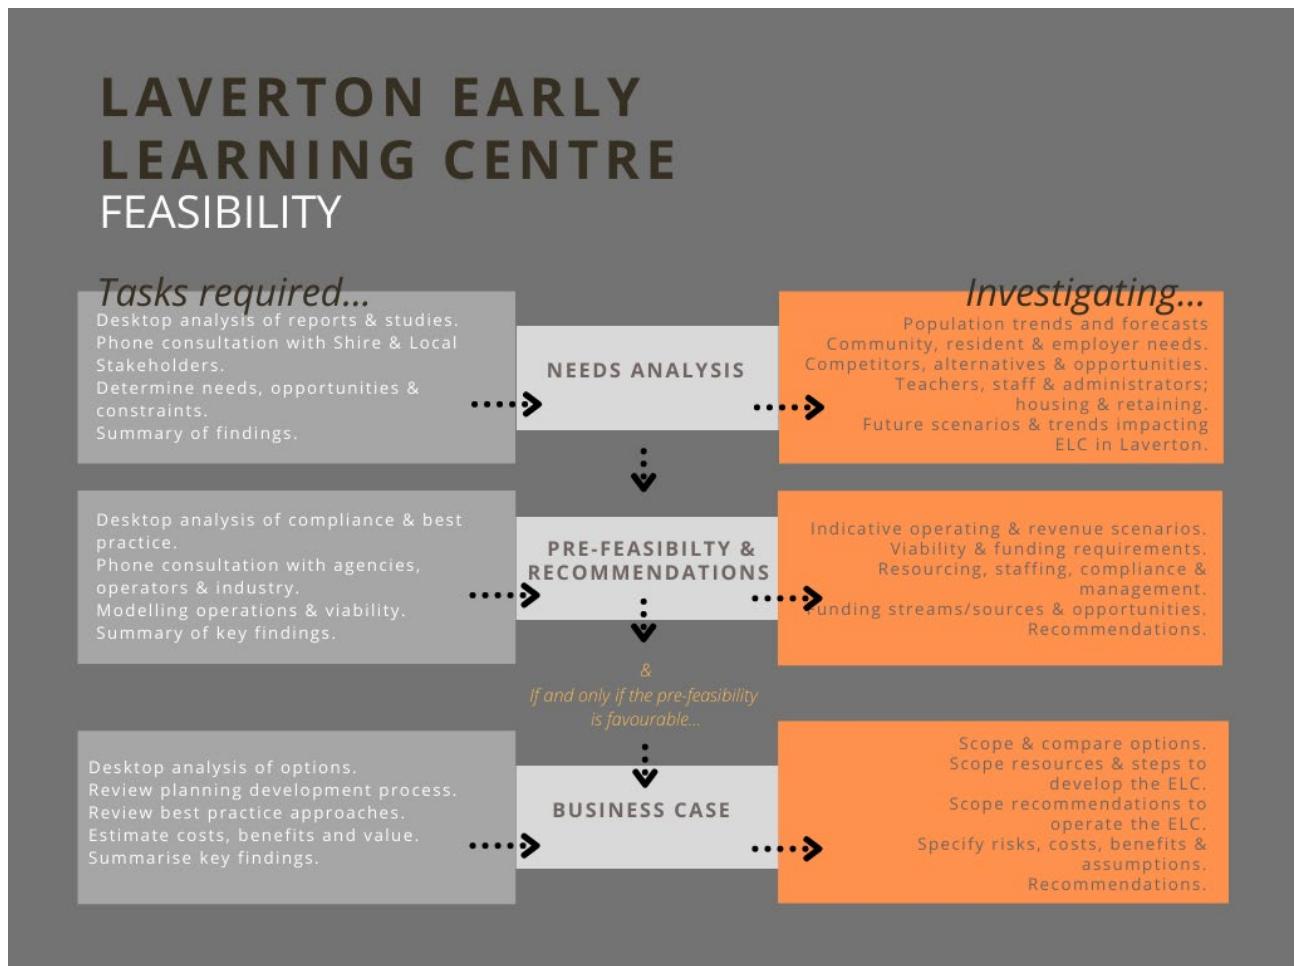 LAVERTON EARLY
LEARNING CENTRE
FEASIBILITY
Tasks required...
Desktop analysis of reports & studies.
Phone consultation with Shire & Local
Stakeholders.
Determine needs, opportunities &
constraints.
Summary of findings.
NEEDS ANALYSIS
Investigating...
Population trends and forecasts
Community, resident & employer needs.
Competitors, alternatives & opportunities.
Teachers, staff & administrators;
housing & retaining.
Future scenarios & trends impacting
ELC in Laverton.
Desktop analysis of compliance & best
practice.
Phone consultation with agencies,
operators & industry.
Modelling operations & viability.
Summary of key findings.
PRE-FEASIBILTY &
RECOMMENDATIONS
Indicative operating & revenue scenarios.
Viability & funding requirements.
Resourcing, staffing, compliance &
management.
Funding streams/sources & opportunities.
Recommendations.
&
If and only if the pre-feasibility
is favourable...
Desktop analysis of options.
Review planning development process.
Review best practice approaches.
Estimate costs, benefits and value.
Summarise key findings.
BUSINESS CASE
Scope & compare options.
Scope resources & steps to
develop the ELC.
Scope recommendations to
operate the ELC.
Specify risks, costs, benefits &
assumptions.
Recommendations.